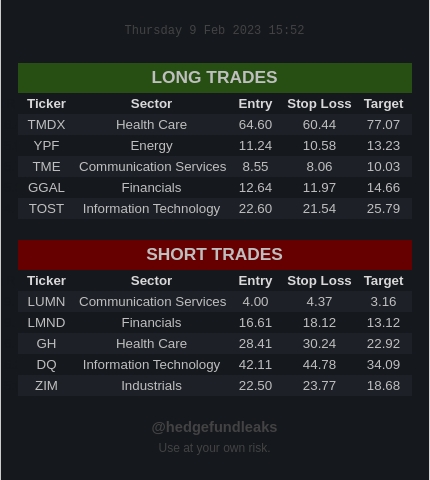 Thursday 9 Feb 2023 15:52
LONG TRADES
Ticker Sector Entry Stop Loss Target
TMDX Health Care 64.60 60.44 77.07
YPF Energy 11.24 10.58 13.23
TME Communication Services 8.55 8.06 10.03
GGAL Financials 12.64 11.97 14.66
TOST Information Technology 22.60 21.54 25.79
SHORT TRADES
Ticker Sector Entry Stop Loss Target
LUMN Communication Services 4.00 4.37 3.16
LMND Financials 16.61 18.12 13.12
GH Health Care 28.41 30.24 22.92
DQ Information Technology 42.11 44.78 34.09
ZIM Industrials 22.50 23.77 18.68
@hedgefundleaks
Use at your own risk.